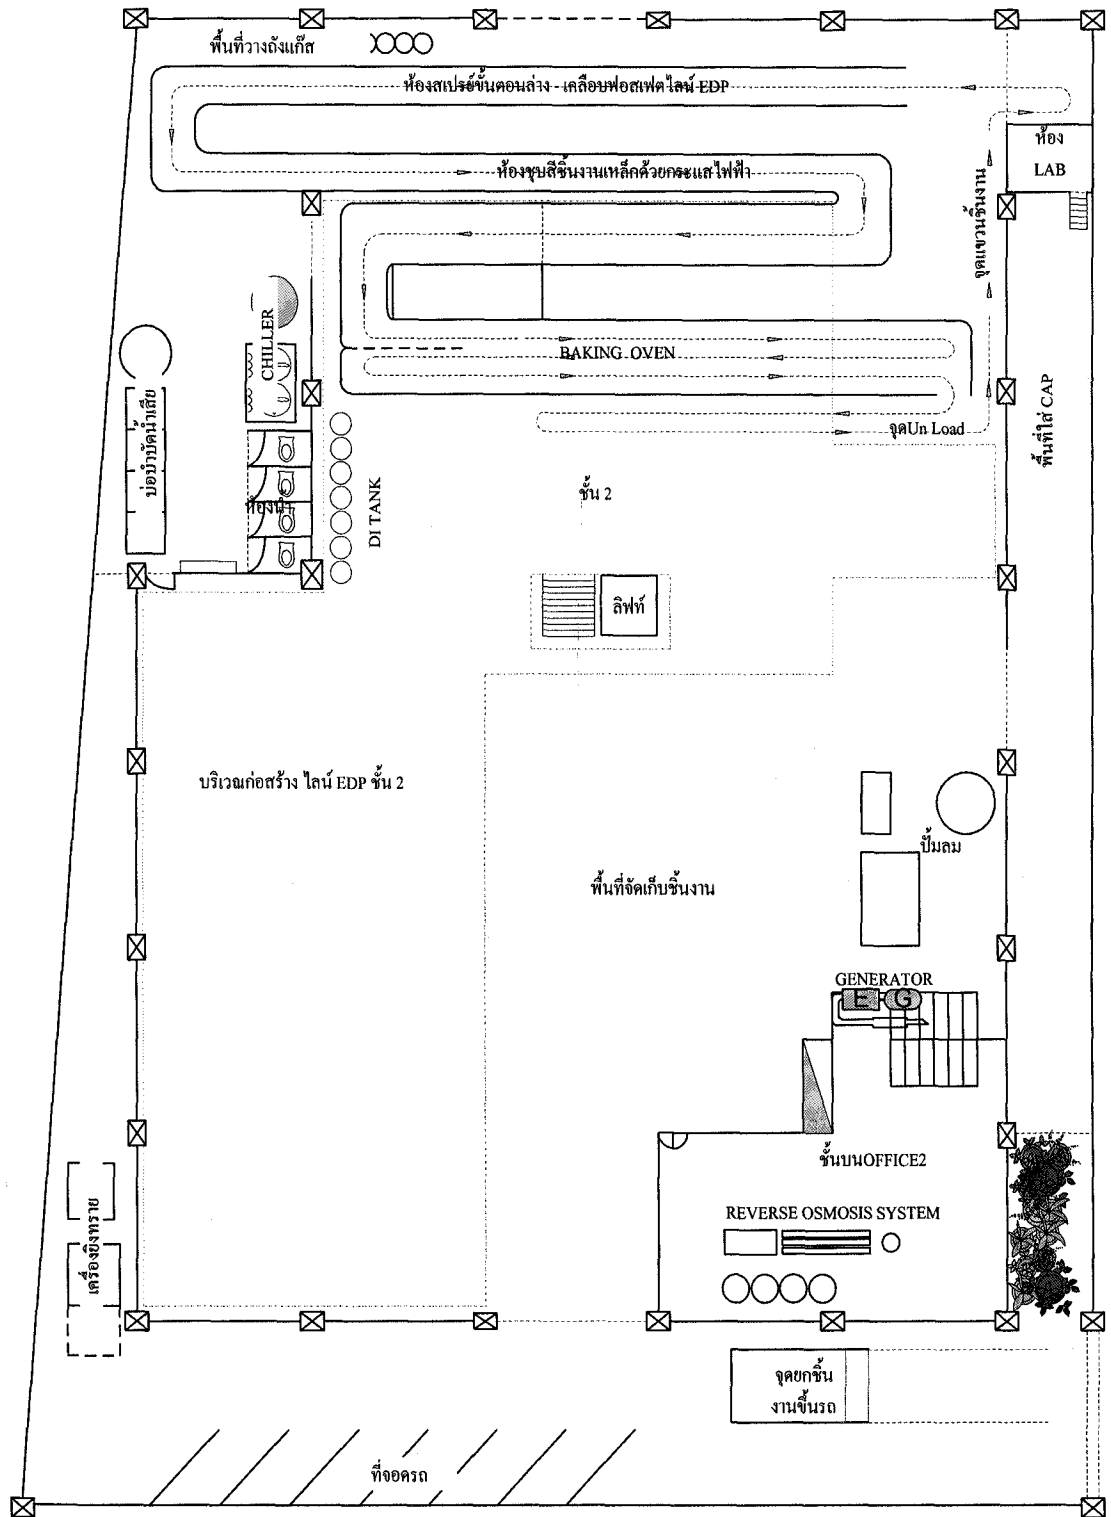 พื้นที่วางถังแก๊ส
ห้องสเปรย์ขั้นตอนล่าง - เคลือบฟอสเฟตไลน์ EDP
ห้อง
LAB
ห้องชุบสีชิ้นงานเหล็กด้วยกระแสไฟฟ้า
จุดแขวนชิ้นงาน
CHILLER
BAKING OVEN
บ่อบำบัดน้ำเสีย
พื้นที่ใส่ CAP
จุดUn Load
ห้องน้ำ
DI TANK
ชั้น 2
ลิฟท์
บริเวณก่อสร้าง ไลน์ EDP ชั้น 2
ปั้มลม
พื้นที่จัดเก็บชิ้นงาน
GENERATOR
E G
ชั้นบนOFFICE2
เครื่องยิงทราย
REVERSE OSMOSIS SYSTEM
จุดยกชิ้น
งานขึ้นรถ
ที่จอดรถ